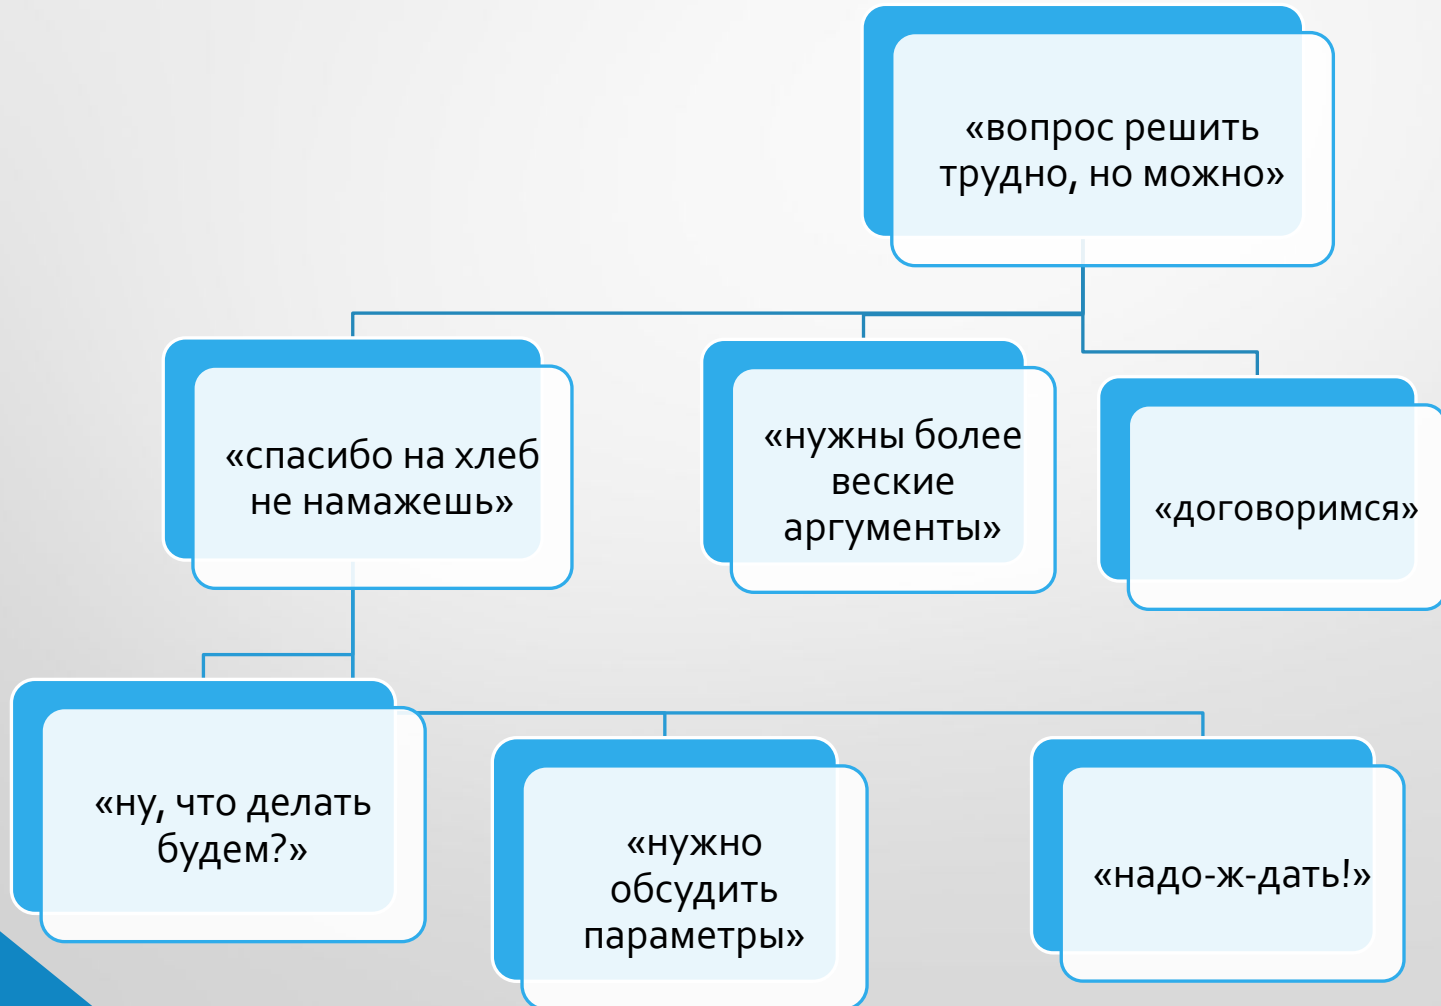 «вопрос решить
трудно, но можно»
«спасибо на хлеб
не намажешь»
«нужны более
веские
аргументы»
«договоримся»
«ну, что делать
будем?»
«нужно
обсудить
параметры»
«надо-ж-дать!»